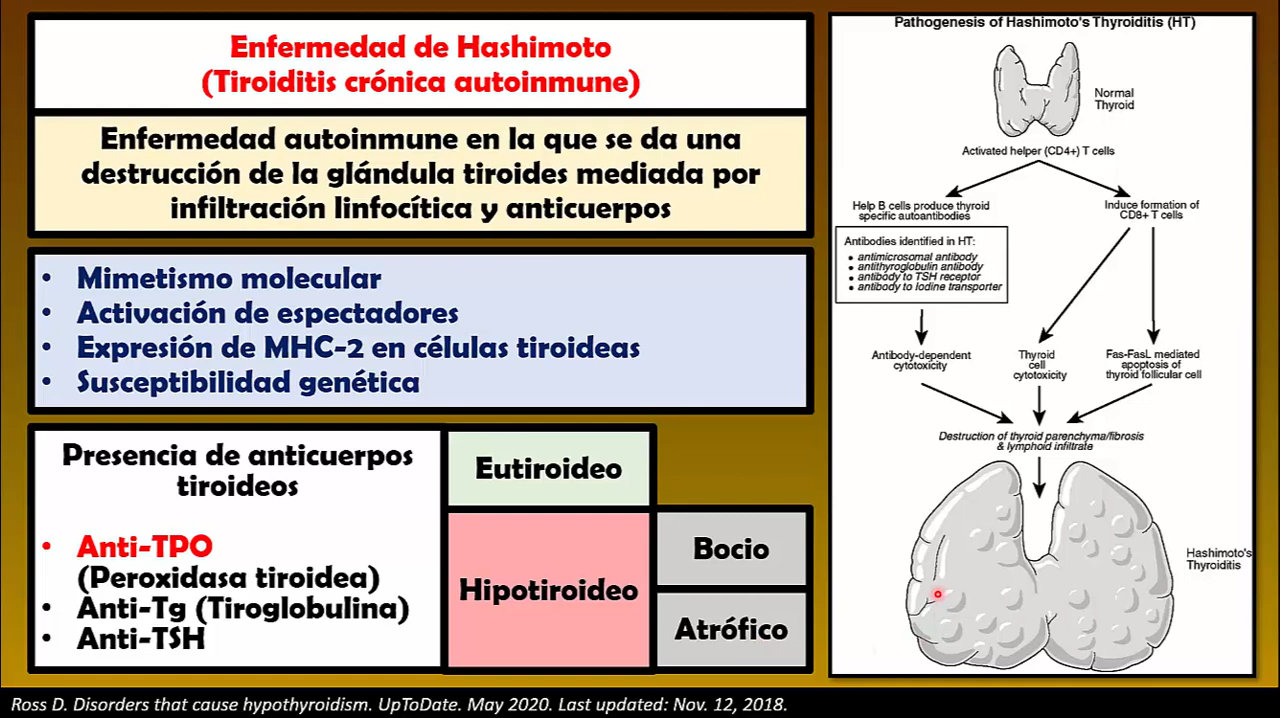 Enfermedad de Hashimoto
(Tiroiditis crónica autoinmune)
Enfermedad autoinmune en la que se da una
destrucción de la glándula tiroides mediada por
infiltración linfocítica y anticuerpos
• Mimetismo molecular
• Activación de espectadores
• Expresión de MHC-2 en células tiroideas
• Susceptibilidad genética
Presencia de anticuerpos
tiroideos
• Anti-TPO
(Peroxidasa tiroidea)
• Anti-Tg (Tiroglobulina)
• Anti-TSH
Eutiroideo
Hipotiroideo
Bocio
Atrófico
Pathogenesis of Hashimoto's Thyroiditis (HT)
Normal
Thyroid
Activated helper (CD4+) T cells
Help B cells produce thyroid
specific autoantibodies
Induce formation of
CD8+ T cells
Antibodies identified in HT:
• antimicrosomal antibody
• antithyroglobulin antibody
• antibody to TSH receptor
• antibody to Iodine transporter
Antibody-dependent
cytotoxicity
Thyroid
cell
cytotoxicity
Fas-FasL mediated
apoptosis of
thyroid follicular cell
Destruction of thyroid parenchyma/fibrosis
& lymphoid infiltrate
Hashimoto's
Thyroiditis
Ross D. Disorders that cause hypothyroidism. UpToDate. May 2020. Last updated: Nov. 12, 2018.